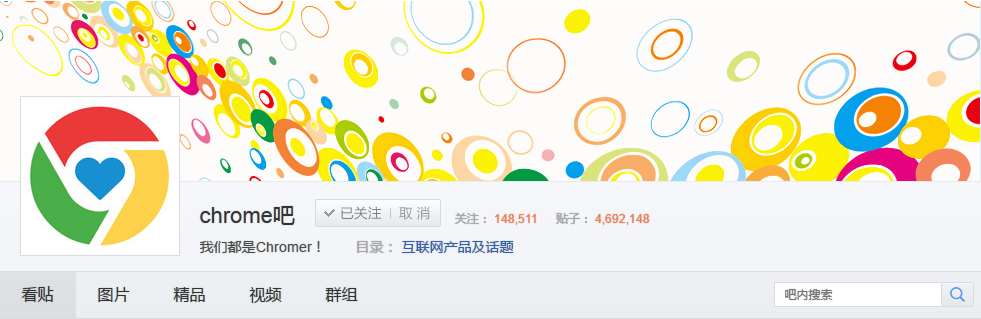 chrome吧 已关注 取消 关注：148,511 贴子：4,692,148
我们都是Chromer！ 目录：互联网产品及话题
看贴 图片 精品 视频 群组 吧内搜索